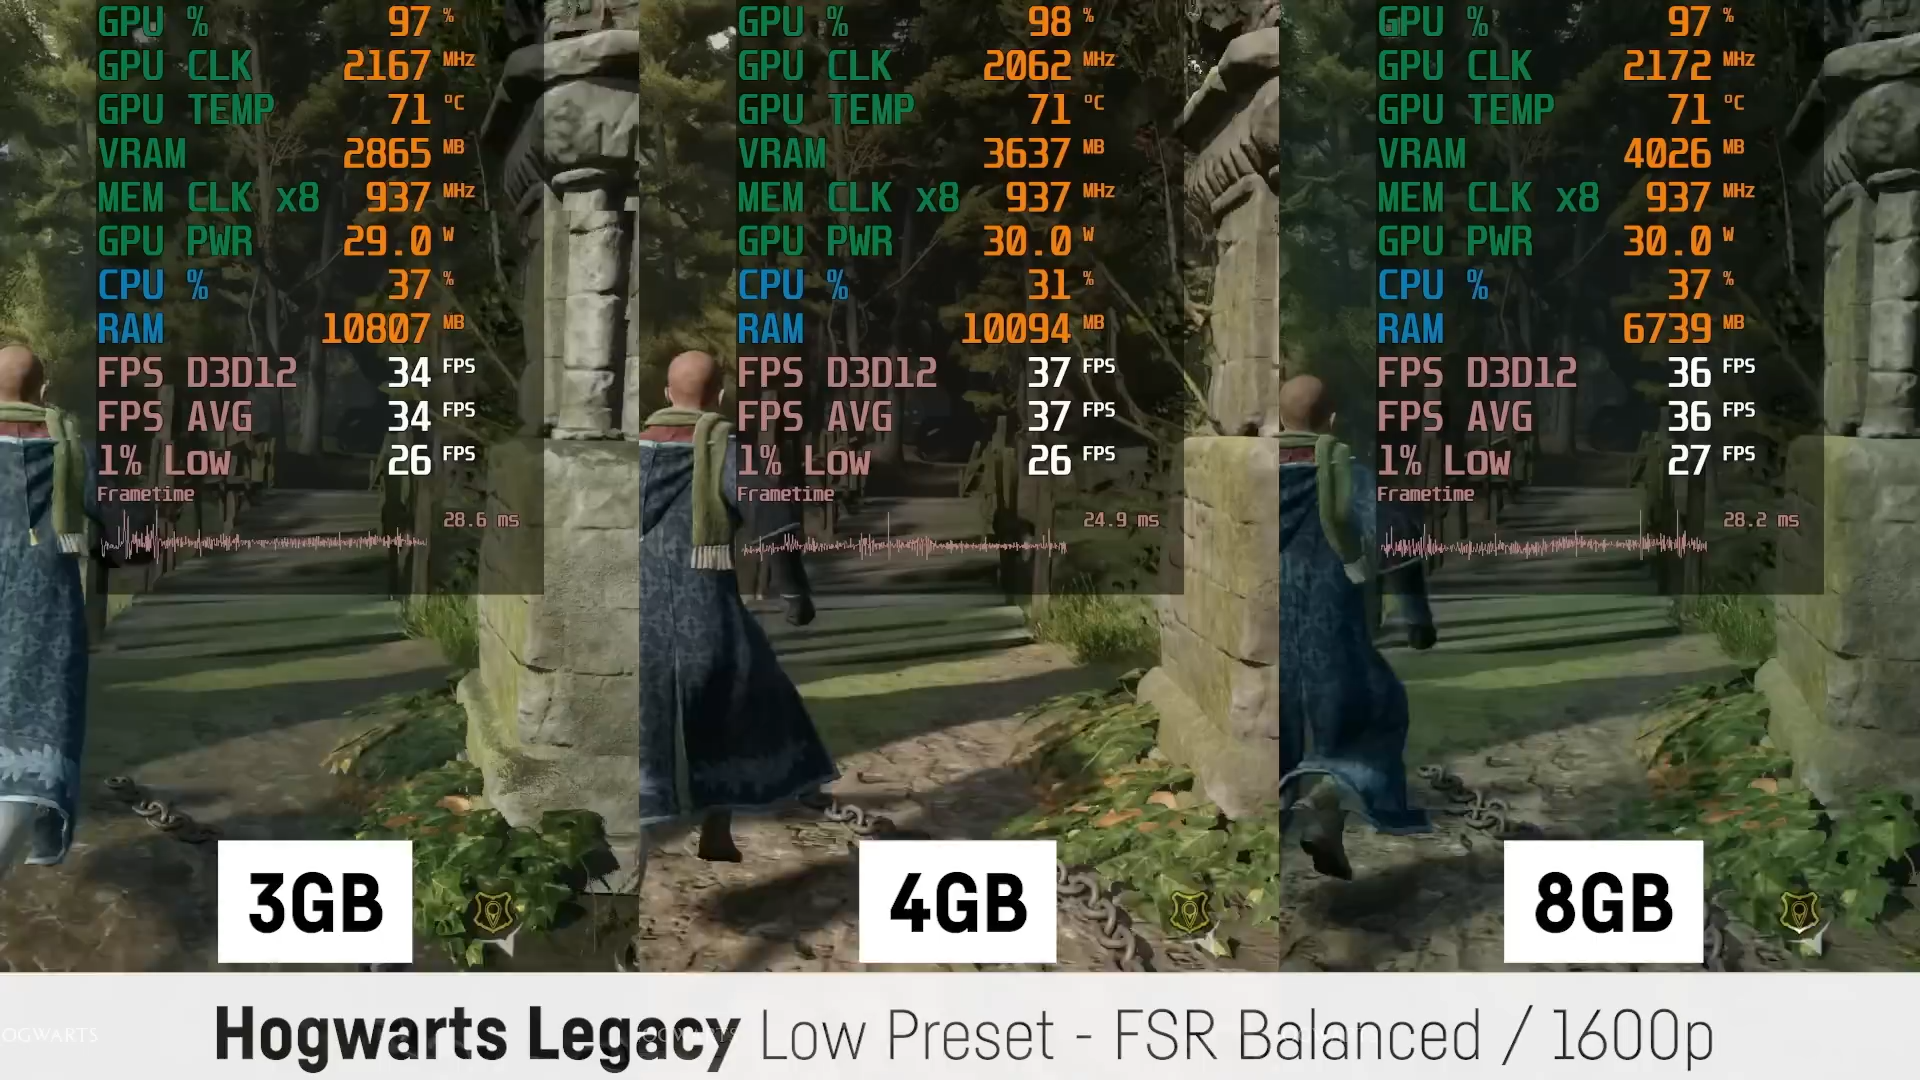 GPU % 97 %
GPU CLK 2167 MHz
GPU TEMP 71 °C
VRAM 2865 MB
MEM CLK x8 937 MHz
GPU PWR 29.0 W
CPU % 37 %
RAM 10807 MB
FPS D3D12 34 FPS
FPS AVG 34 FPS
1% Low 26 FPS
Frametime
28.6 ms
3GB
GPU % 98 %
GPU CLK 2062 MHz
GPU TEMP 71 °C
VRAM 3637 MB
MEM CLK x8 937 MHz
GPU PWR 30.0 W
CPU % 31 %
RAM 10094 MB
FPS D3D12 37 FPS
FPS AVG 37 FPS
1% Low 26 FPS
Frametime
24.9 ms
4GB
GPU % 97 %
GPU CLK 2172 MHz
GPU TEMP 71 °C
VRAM 4026 MB
MEM CLK x8 937 MHz
GPU PWR 30.0 W
CPU % 37 %
RAM 6739 MB
FPS D3D12 36 FPS
FPS AVG 36 FPS
1% Low 27 FPS
Frametime
28.2 ms
8GB
Hogwarts Legacy Low Preset - FSR Balanced / 1600p